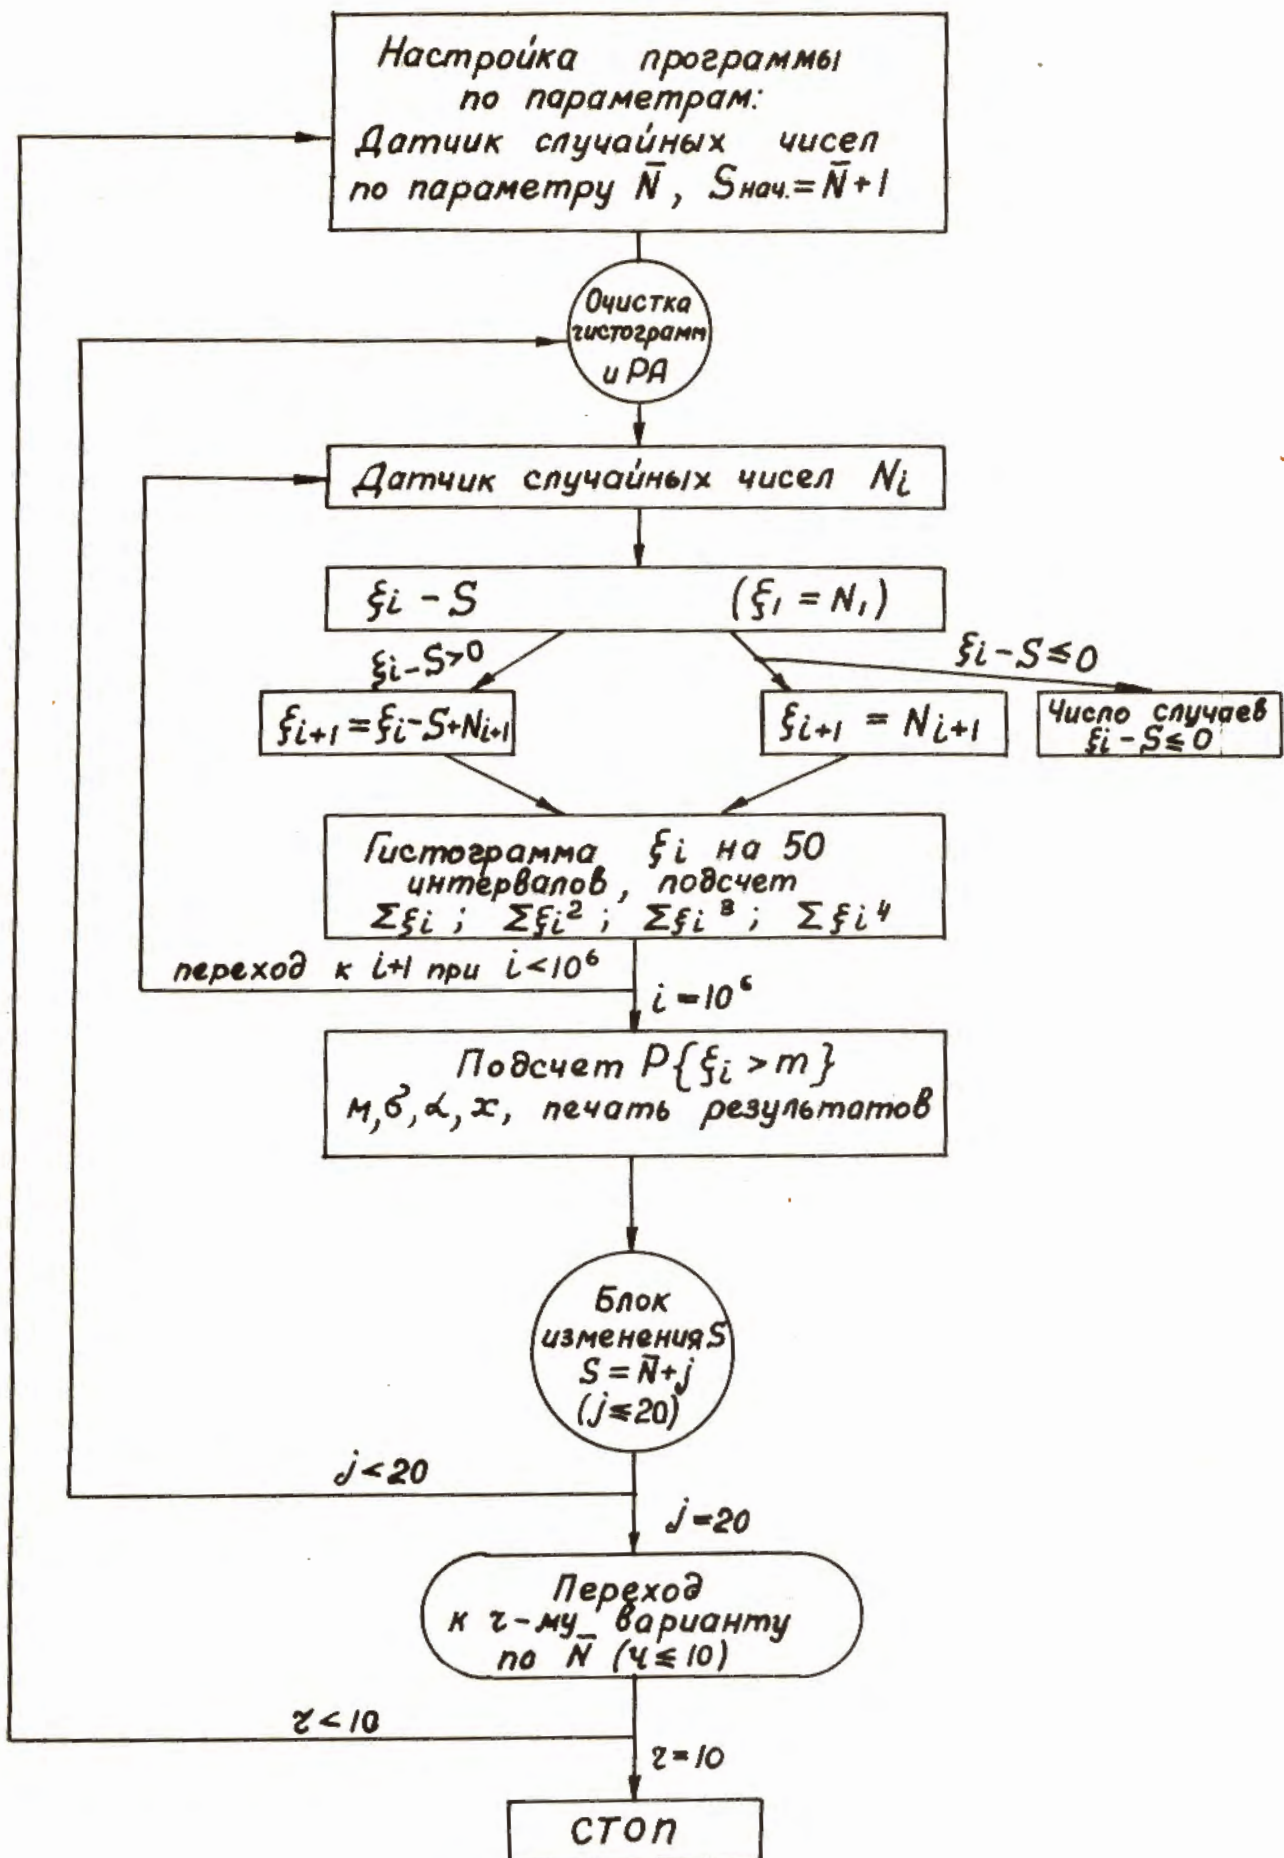 Настройка программы
по параметрам:
Датчик случайных чисел
по параметру N̄, Sнач.= N̄+1
Очистка
гистограмм
и РА
Датчик случайных чисел Ni
ξi - S (ξ1 = N1)
ξi-S>0
ξi-S≤0
ξi+1=ξi-S+Ni+1
ξi+1 = Ni+1
Число случаев
ξi-S≤0
Гистограмма ξi на 50
интервалов, подсчет
Σξi; Σξi²; Σξi³; Σξi⁴
переход к i+1 при i<10⁶
i=10⁶
Подсчет P{ξi>m}
м,σ,α,x, печать результатов
Блок
изменения S
S=N̄+j
(j≤20)
j<20
j=20
Переход
к r-му варианту
по N̄ (r≤10)
r<10
r=10
СТОП